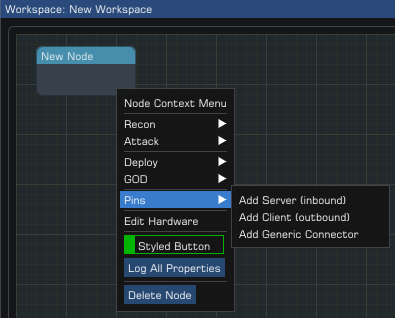 Workspace: New Workspace
New Node
Node Context Menu
Recon
Attack
Deploy
GOD
Pins
Add Server (inbound)
Add Client (outbound)
Add Generic Connector
Edit Hardware
Styled Button
Log All Properties
Delete Node